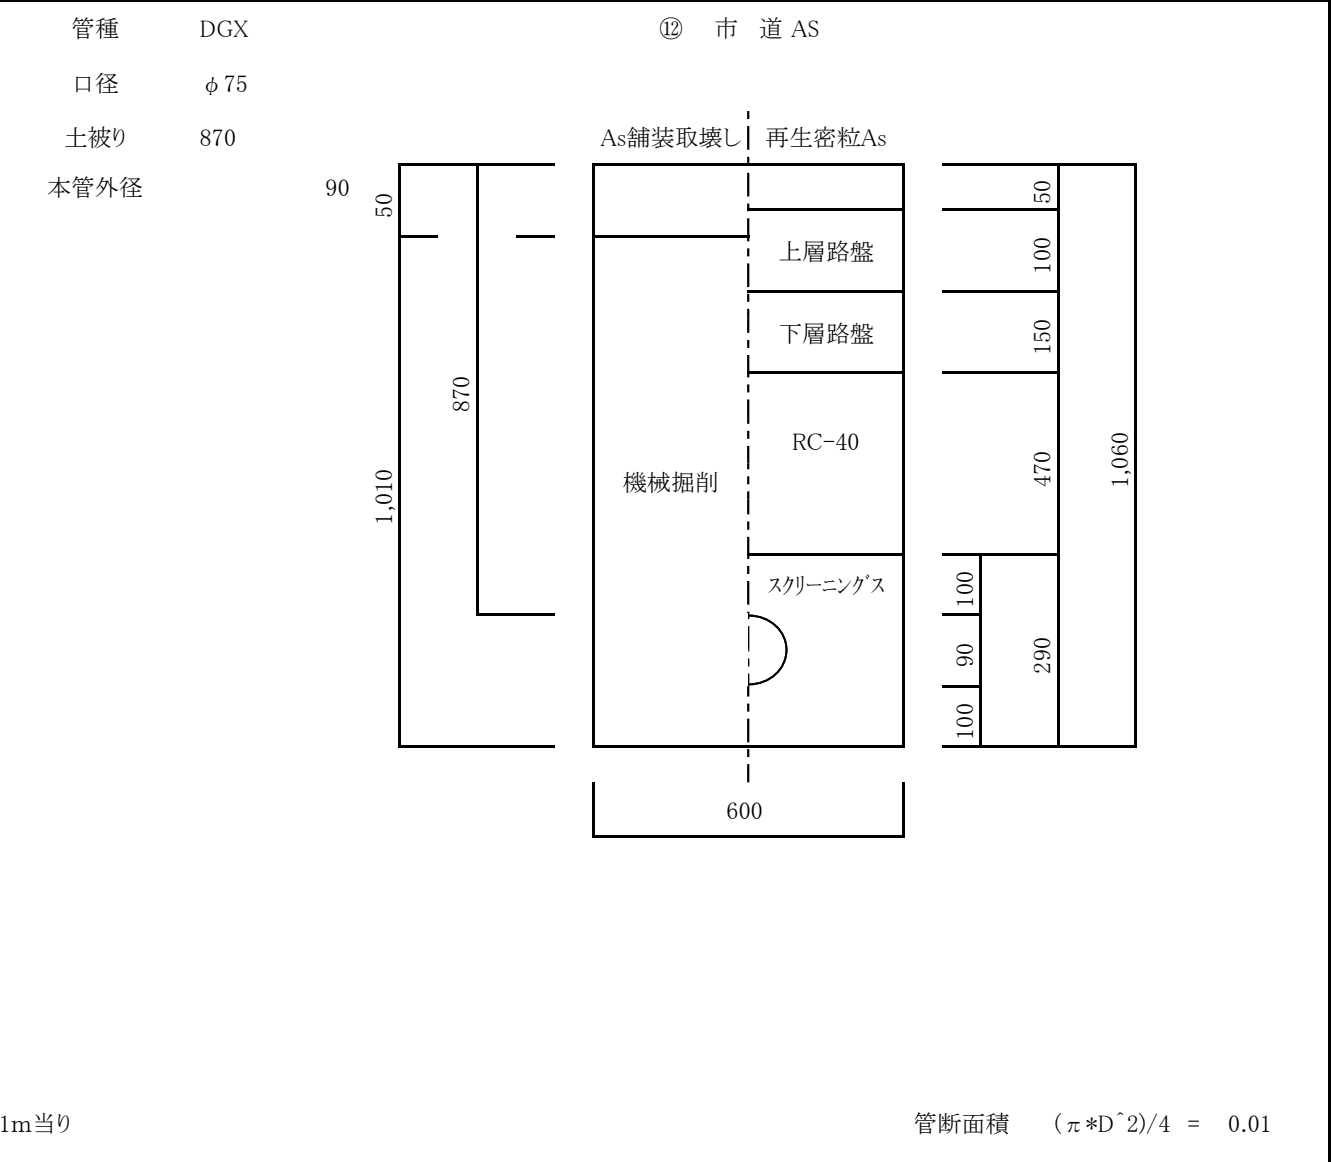 管種 DGX ⑫ 市 道 AS
口径 φ75
土被り 870 As舗装取壊し 再生密粒As
本管外径 90
50
50
上層路盤 100
下層路盤 150
870
RC-40
470
1,060
機械掘削
1,010
スクリーニングス 100
90
290
100
600
1m当り 管断面積 (π*D^2)/4 = 0.01